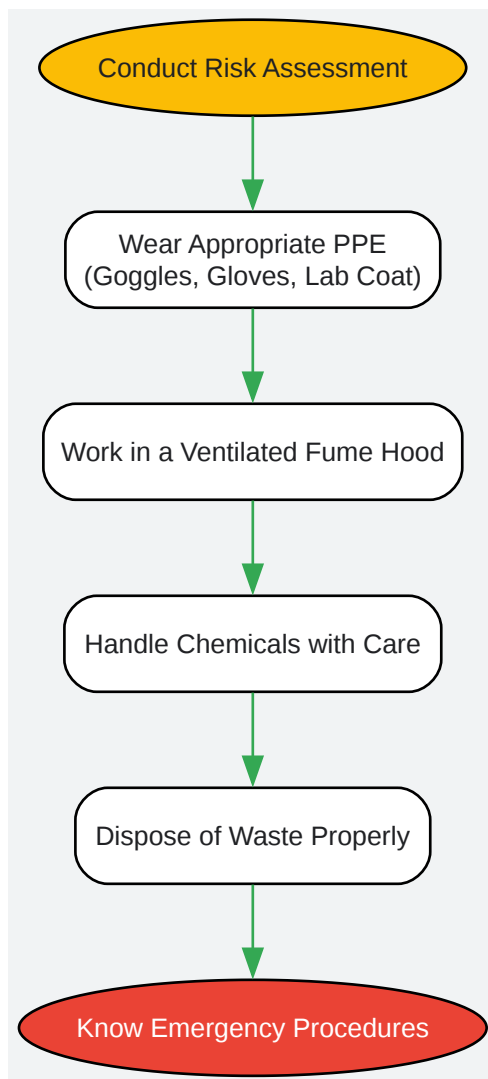 Conduct Risk Assessment
Wear Appropriate PPE
(Goggles, Gloves, Lab Coat)
Work in a Ventilated Fume Hood
Handle Chemicals with Care
Dispose of Waste Properly
Know Emergency Procedures